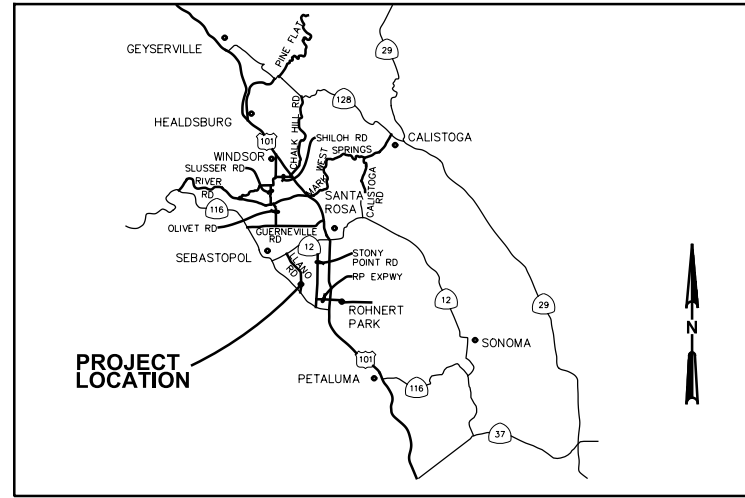 GEYSERVILLE
PINE FLAT
29
128
HEALDSBURG
CHALK HILL RD
101
SHILOH RD
CALISTOGA
WINDSOR
MARK WEST
SPRINGS
SLUSSER RD
RIVER
RD
SANTA
ROSA
CALISTOGA
RD
116
OLIVET RD
GUERNEVILLE
RD
12
SEBASTOPOL
LLANO
RD
STONY
POINT RD
RP EXPWY
12
29
ROHNERT
PARK
N
SONOMA
PROJECT
LOCATION
101
PETALUMA
116
37